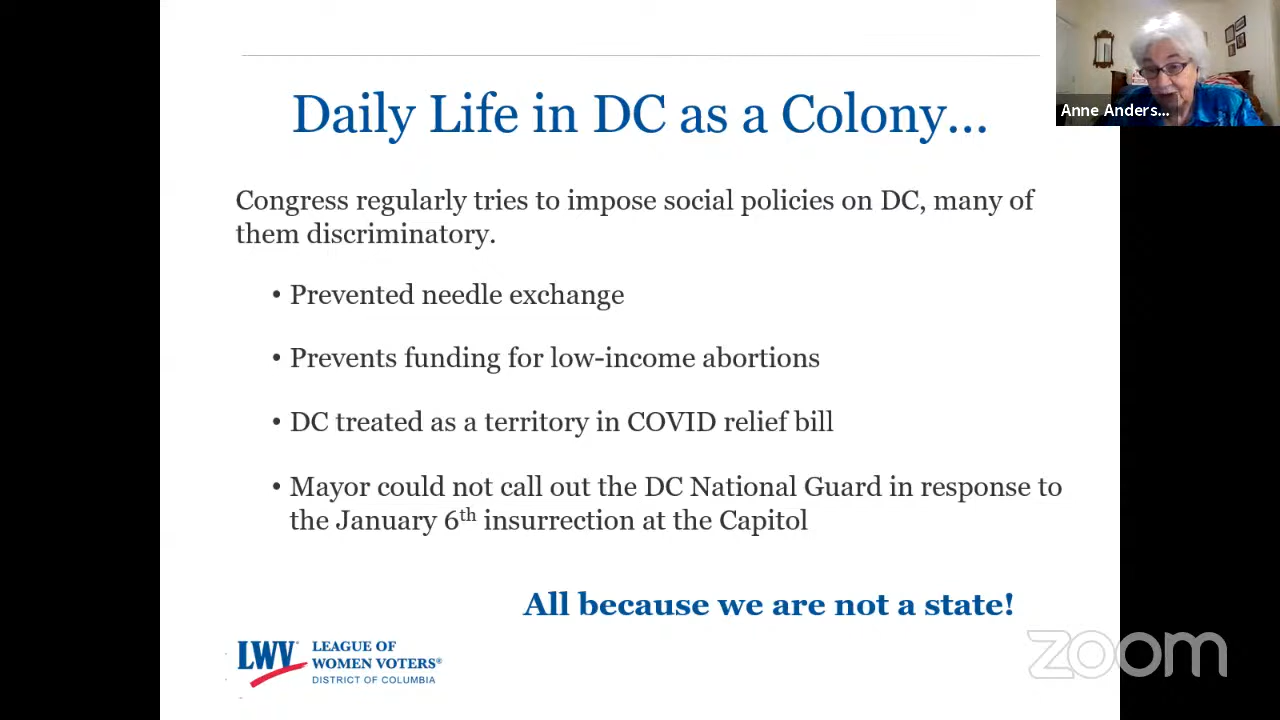 Daily Life in DC as a Colony...
Anne Anders...
Congress regularly tries to impose social policies on DC, many of
them discriminatory.
• Prevented needle exchange
• Prevents funding for low-income abortions
• DC treated as a territory in COVID relief bill
• Mayor could not call out the DC National Guard in response to
the January 6th insurrection at the Capitol
All because we are not a state!
LWV® LEAGUE OF
WOMEN VOTERS®
DISTRICT OF COLUMBIA
zoom